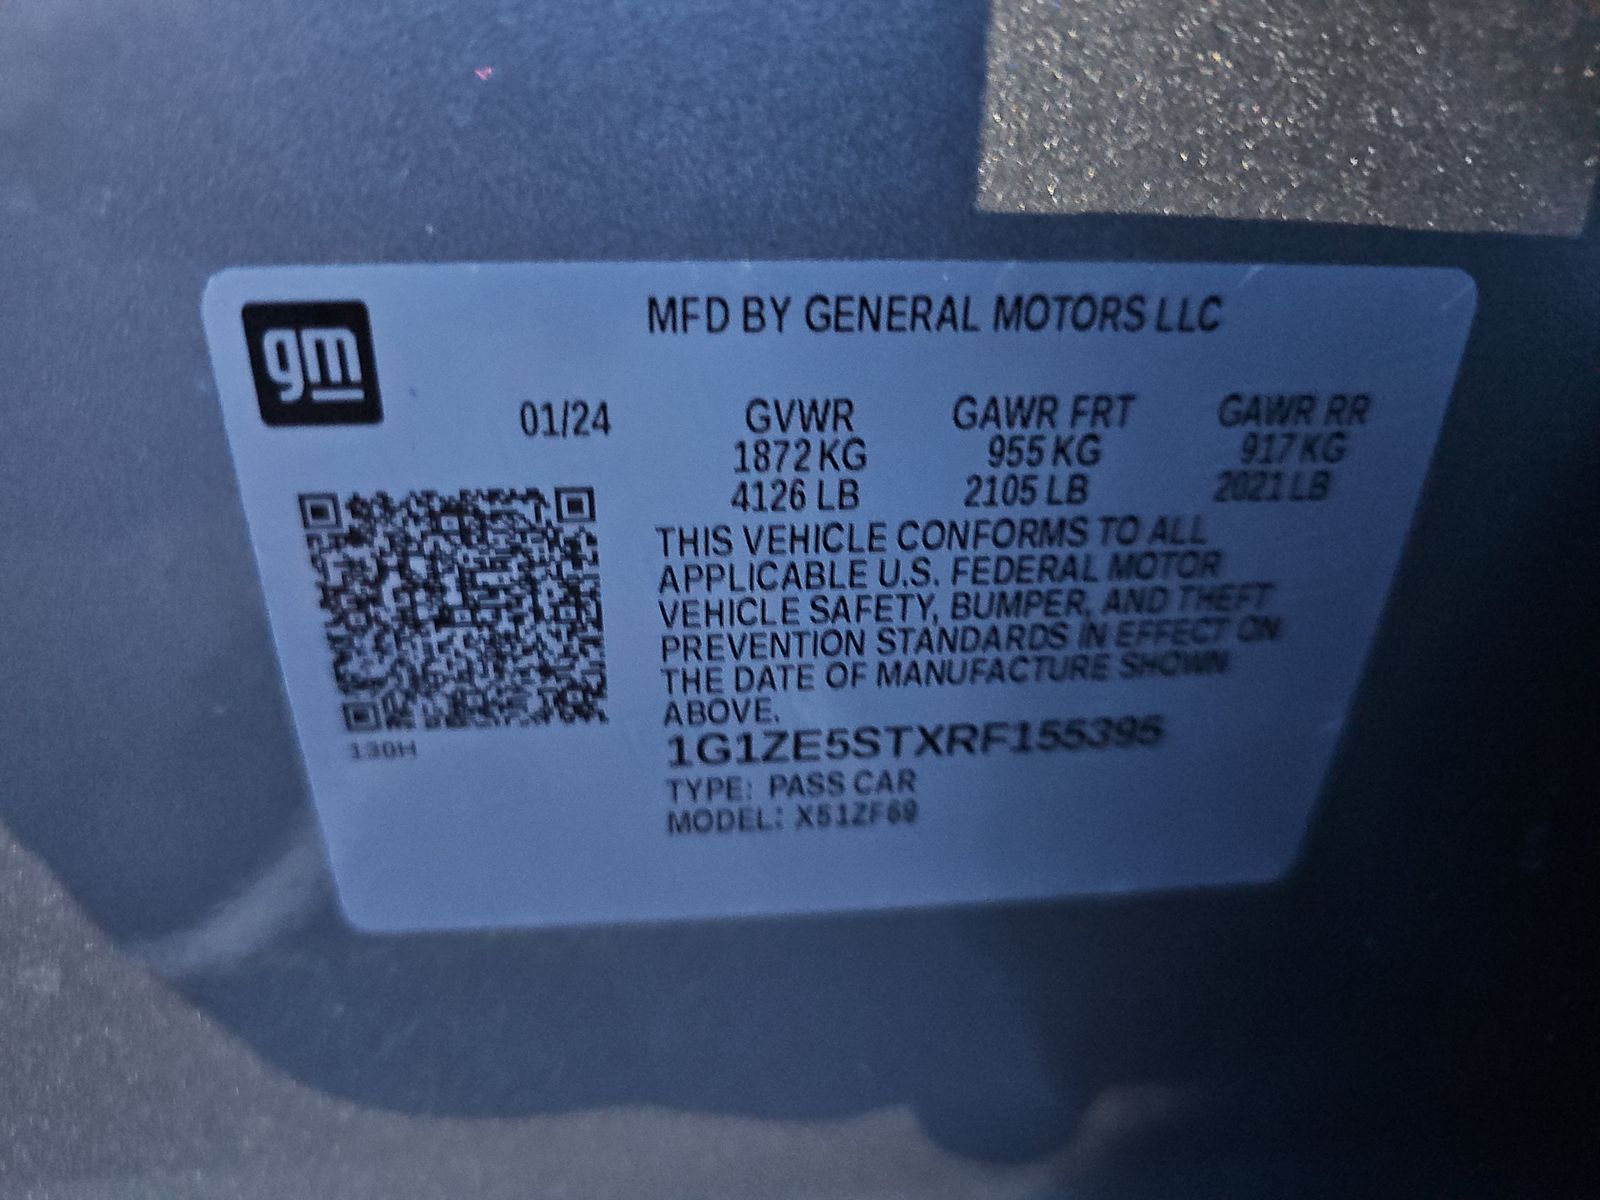 gm
MFD BY GENERAL MOTORS LLC
01/24 GVWR GAWR FRT GAWR RR
1872 KG 955 KG 917 KG
4126 LB 2105 LB 2021 LB
THIS VEHICLE CONFORMS TO ALL
APPLICABLE U.S. FEDERAL MOTOR
VEHICLE SAFETY, BUMPER, AND THEFT
PREVENTION STANDARDS IN EFFECT ON
THE DATE OF MANUFACTURE SHOWN
ABOVE.
130H
1G1ZE5STXRF155395
TYPE: PASS CAR
MODEL: X51ZF69